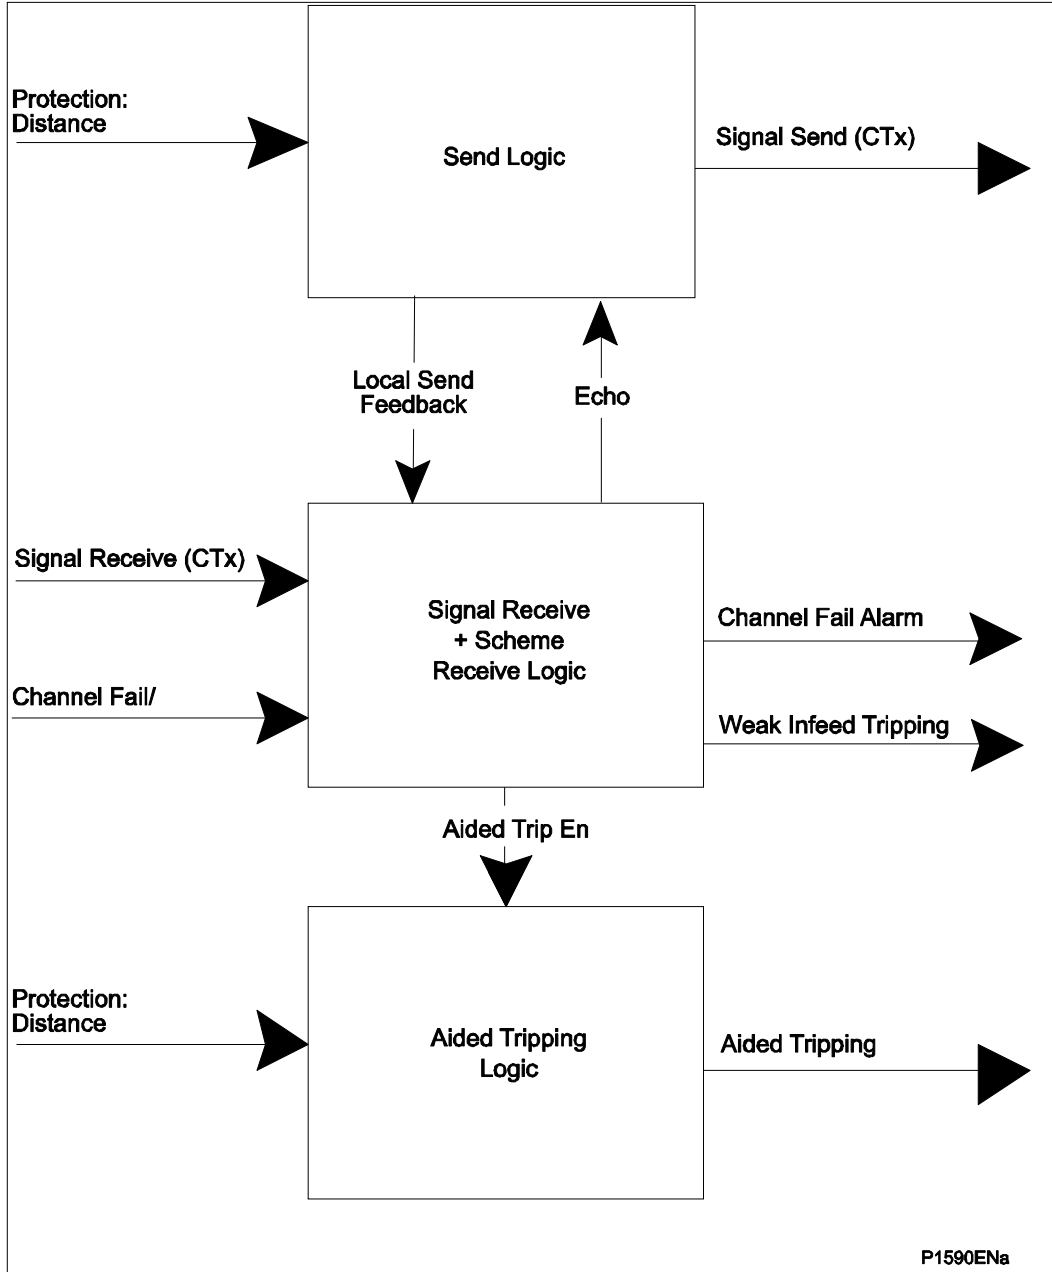 Protection:
Distance
Send Logic
Signal Send (CTx)
Local Send
Feedback
Echo
Signal Receive (CTx)
Channel Fail/
Signal Receive
+ Scheme
Receive Logic
Channel Fail Alarm
Weak Infeed Tripping
Aided Trip En
Protection:
Distance
Aided Tripping
Logic
Aided Tripping
P1590ENa